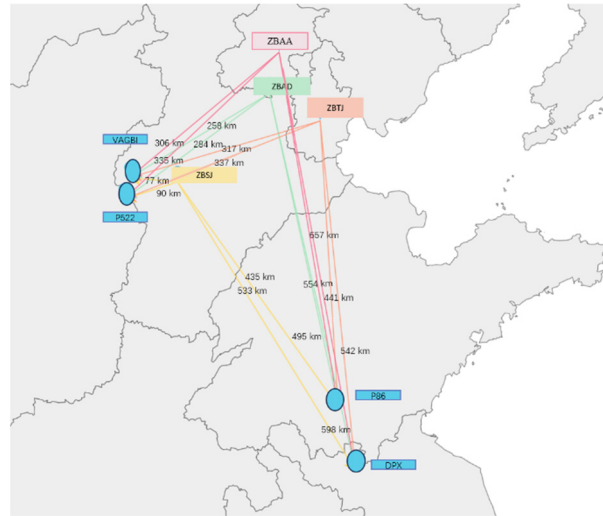 ZBAA
ZBAD
ZBTJ
258 km
VAGBI
306 km
284 km
317 km
335 km
337 km
77 km
ZBSJ
90 km
P622
657 km
435 km
554 km
533 km
441 km
495 km
542 km
P86
598 km
DPX